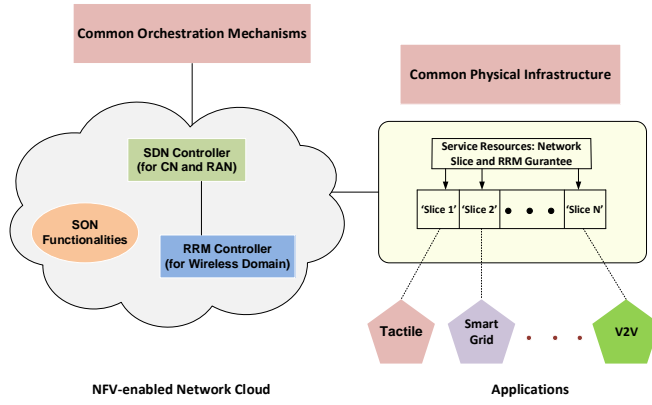 Common Orchestration Mechanisms
Common Physical Infrastructure
SDN Controller
(for CN and RAN)
SON
Functionalities
RRM Controller
(for Wireless Domain)
Service Resources: Network
Slice and RRM Gurantee
‘Slice 1’ ‘Slice 2’ • • • ‘Slice N’
Tactile
Smart
Grid
• • •
V2V
NFV-enabled Network Cloud
Applications